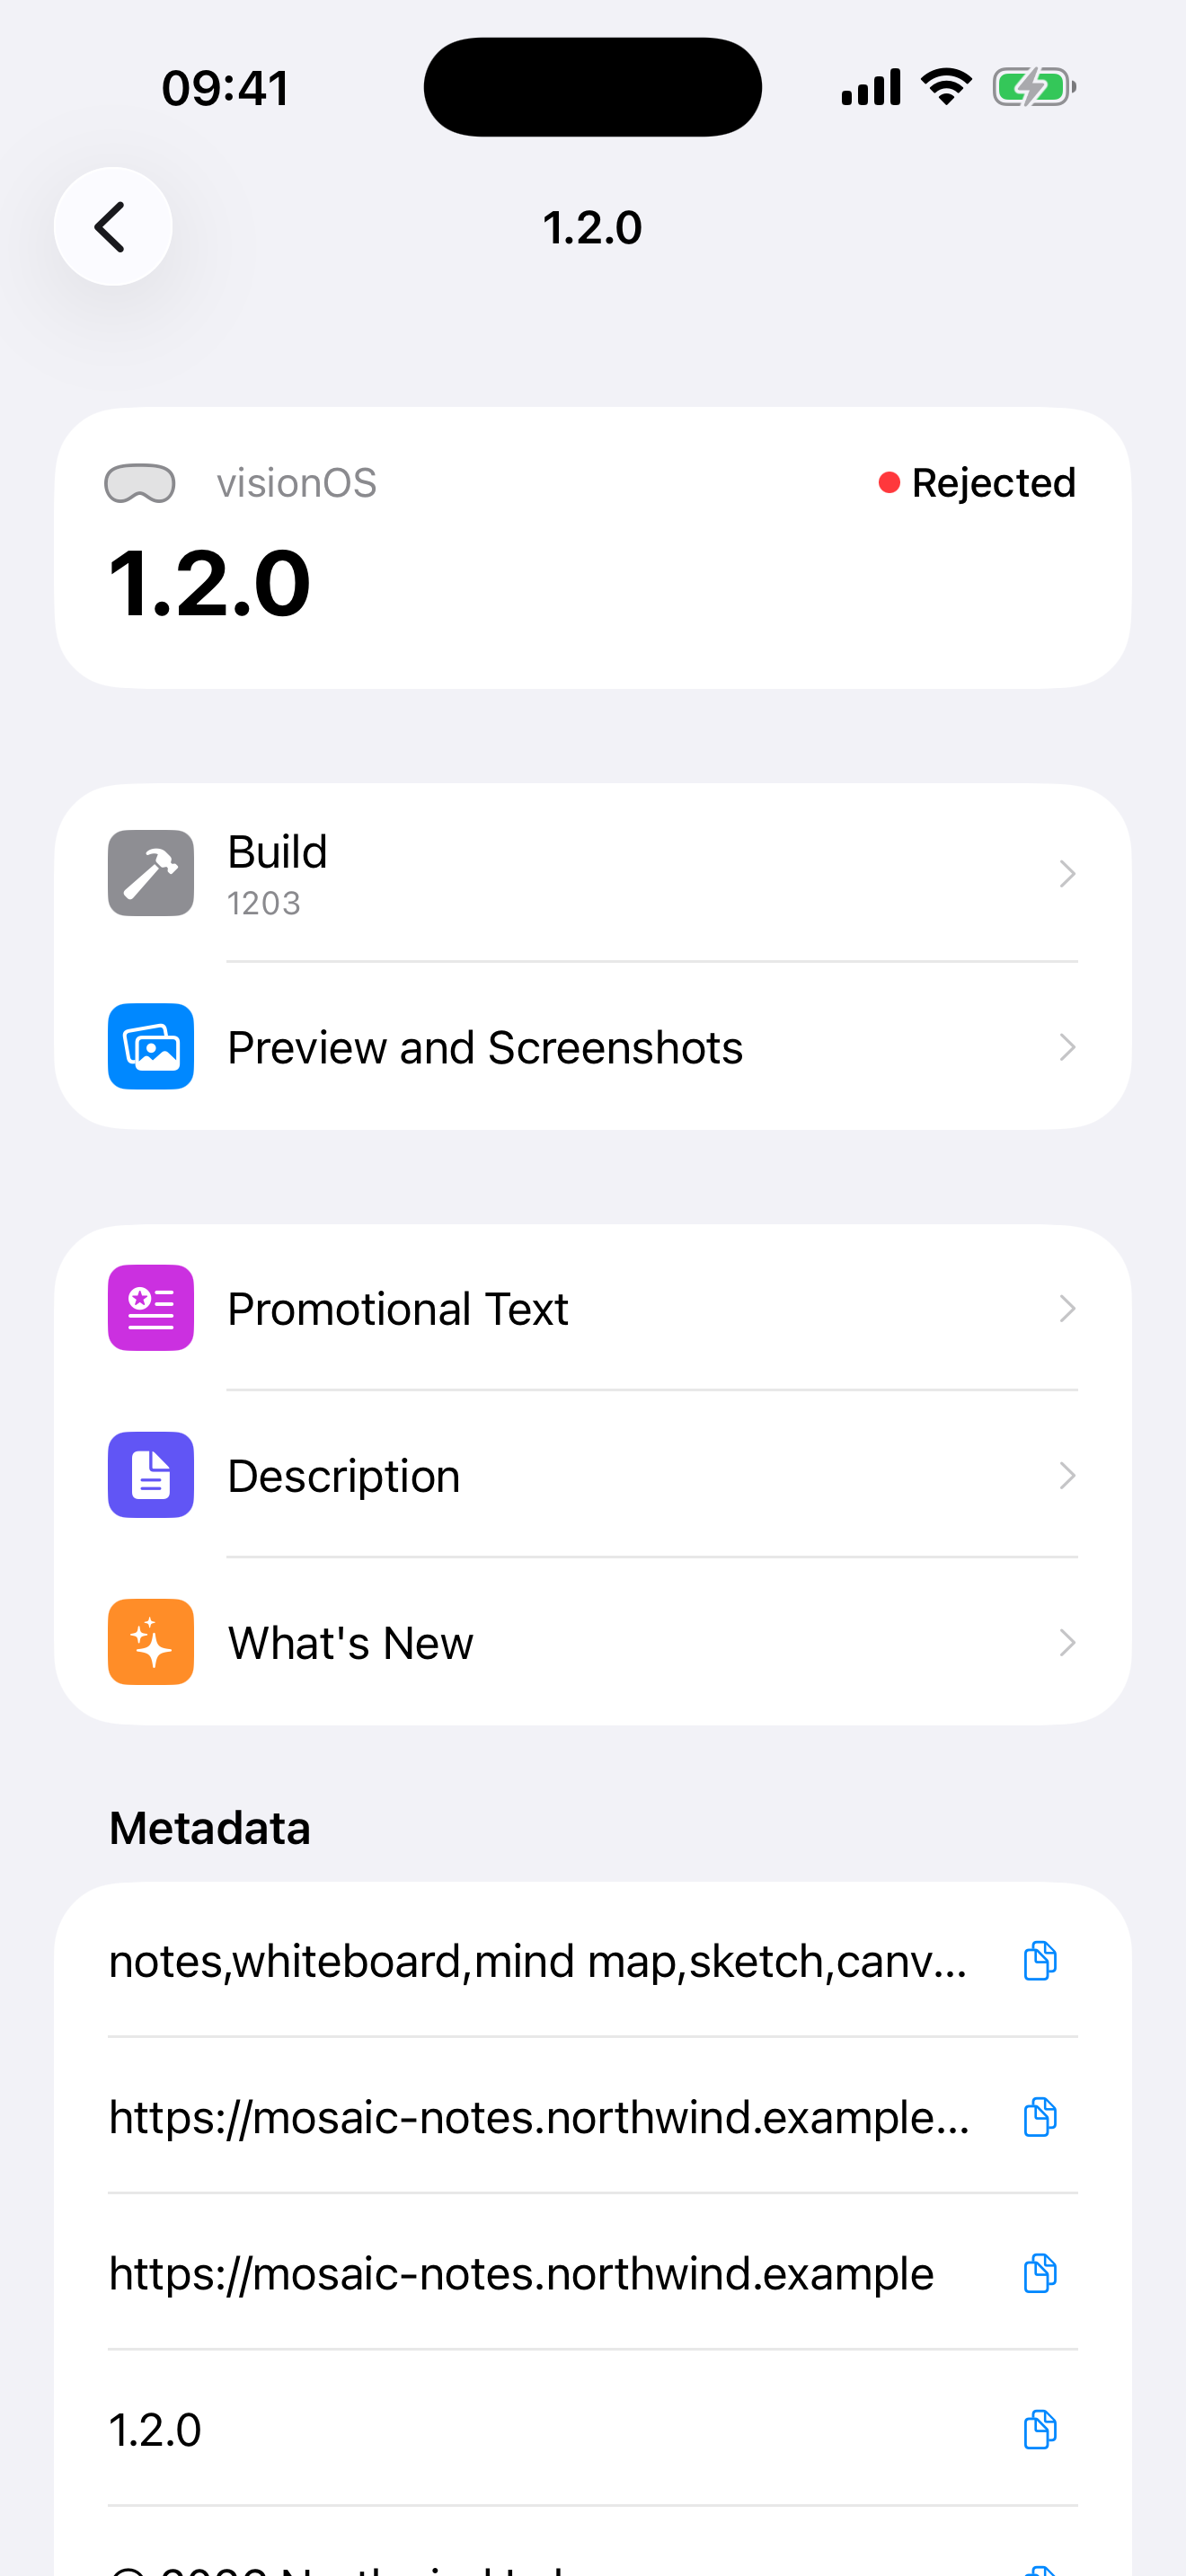 09:41
1.2.0
visionOS
Rejected
1.2.0
Build
1203
Preview and Screenshots
Promotional Text
Description
What's New
Metadata
notes,whiteboard,mind map,sketch,canv...
https://mosaic-notes.northwind.example...
https://mosaic-notes.northwind.example
1.2.0